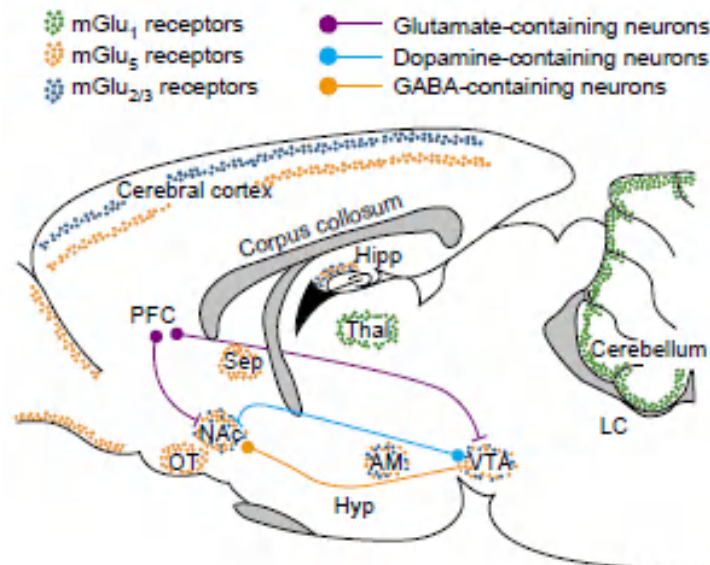 mGlu1 receptors
mGlu5 receptors
mGlu2/3 receptors
Glutamate-containing neurons
Dopamine-containing neurons
GABA-containing neurons
Cerebral cortex
Corpus collosum
Hipp
PFC
Thal
Sep
Cerebellum
LC
NAc
OT
AM
VTA
Hyp